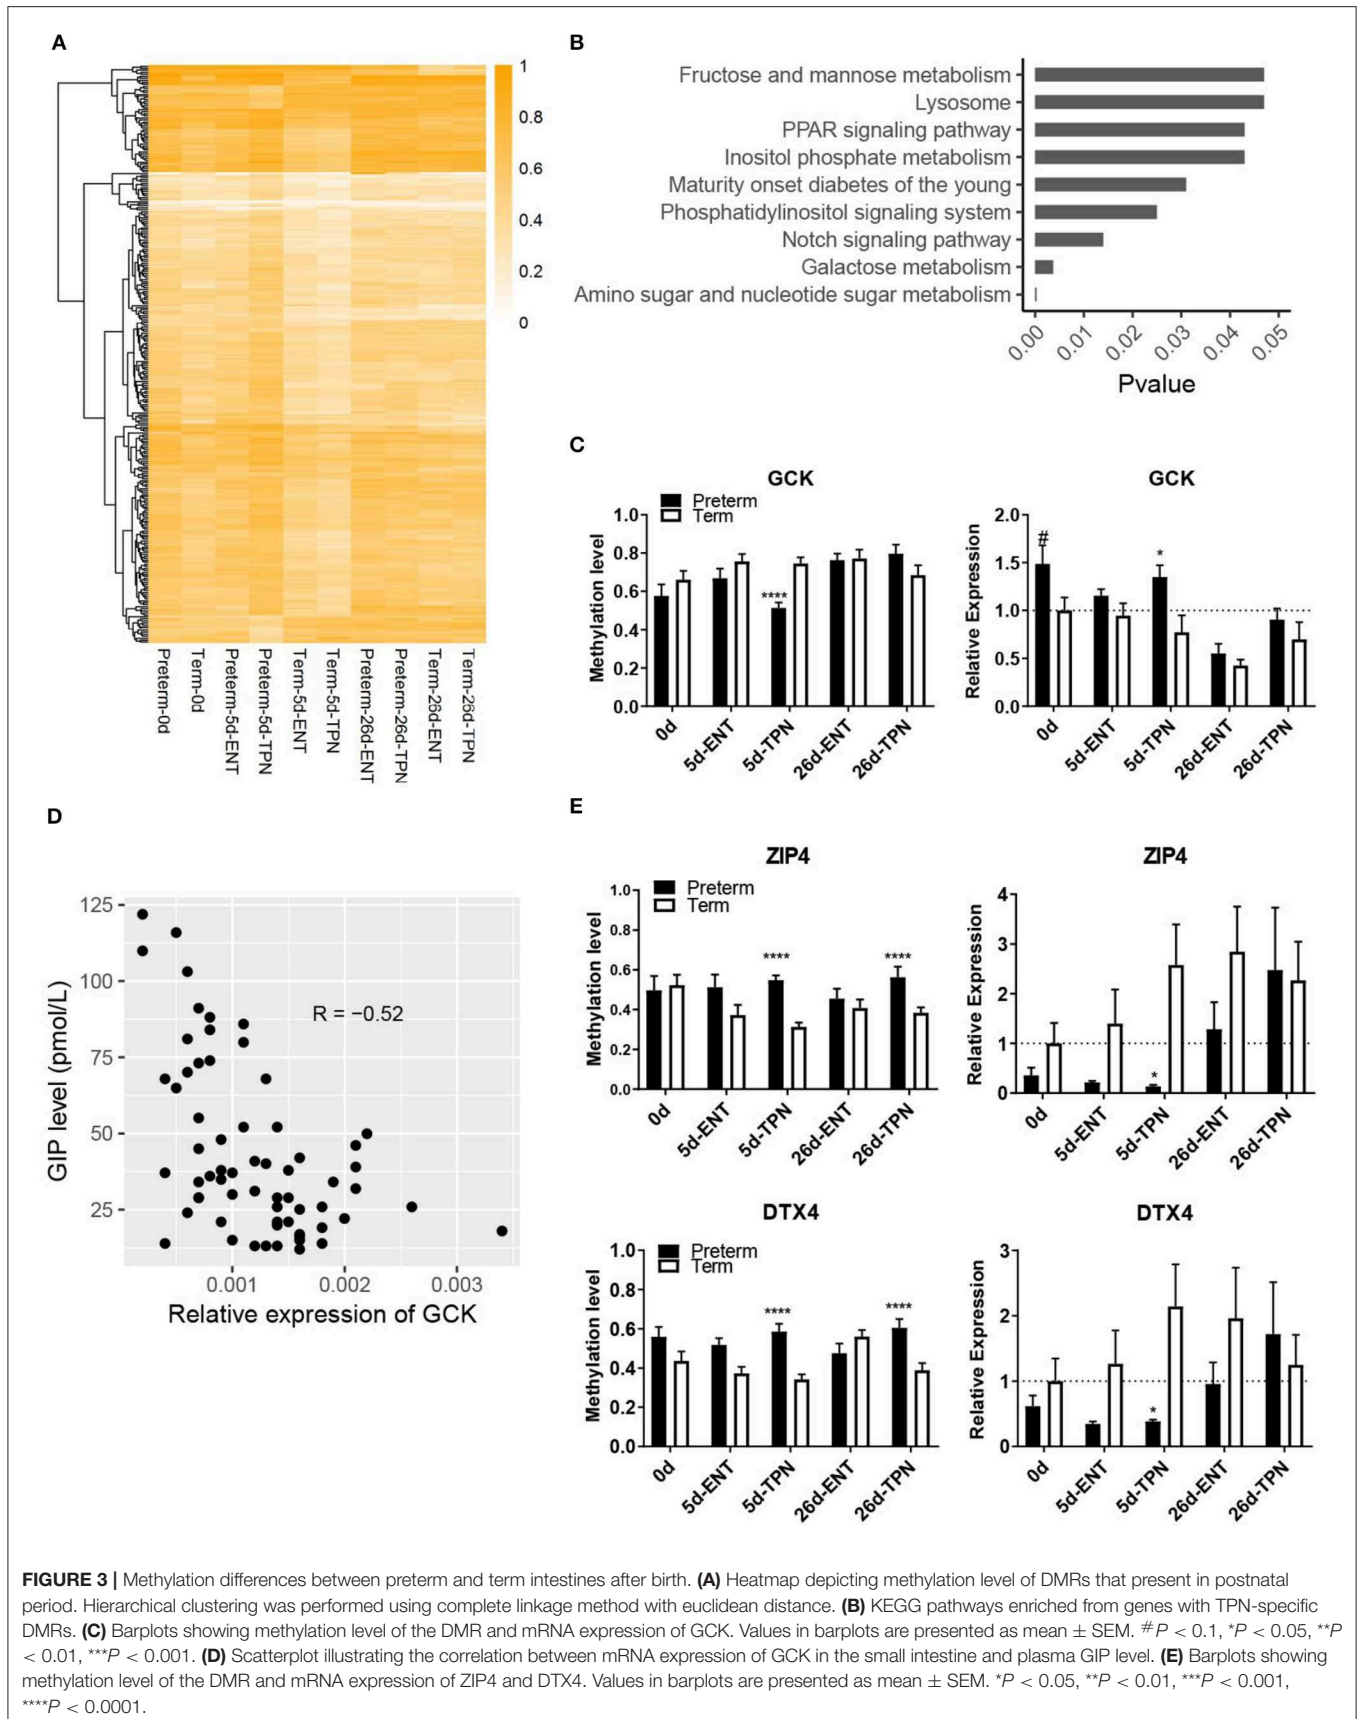 A
1
0.8
0.6
0.4
0.2
0
Preterm-0d
Term-0d
Preterm-5d-ENT
Preterm-5d-TPN
Term-5d-ENT
Term-5d-TPN
Preterm-26d-ENT
Preterm-26d-TPN
Term-26d-ENT
Term-26d-TPN
B
Fructose and mannose metabolism
Lysosome
PPAR signaling pathway
Inositol phosphate metabolism
Maturity onset diabetes of the young
Phosphatidylinositol signaling system
Notch signaling pathway
Galactose metabolism
Amino sugar and nucleotide sugar metabolism
0.00 0.01 0.02 0.03 0.04 0.05
Pvalue
C
GCK
Preterm
Term
Methylation level
1.0
0.8
0.6
0.4
0.2
0.0
****
0d 5d-ENT 5d-TPN 26d-ENT 26d-TPN
GCK
Relative Expression
2.0
1.5
1.0
0.5
0.0
#
*
0d 5d-ENT 5d-TPN 26d-ENT 26d-TPN
D
GIP level (pmol/L)
125
100
75
50
25
R = −0.52
0.001 0.002 0.003
Relative expression of GCK
E
ZIP4
Preterm
Term
Methylation level
1.0
0.8
0.6
0.4
0.2
0.0
**** ****
0d 5d-ENT 5d-TPN 26d-ENT 26d-TPN
ZIP4
Relative Expression
4
3
2
1
0
*
0d 5d-ENT 5d-TPN 26d-ENT 26d-TPN
DTX4
Preterm
Term
Methylation level
1.0
0.8
0.6
0.4
0.2
0.0
**** ****
0d 5d-ENT 5d-TPN 26d-ENT 26d-TPN
DTX4
Relative Expression
3
2
1
0
*
0d 5d-ENT 5d-TPN 26d-ENT 26d-TPN
FIGURE 3 | Methylation differences between preterm and term intestines after birth. (A) Heatmap depicting methylation level of DMRs that present in postnatal
period. Hierarchical clustering was performed using complete linkage method with euclidean distance. (B) KEGG pathways enriched from genes with TPN-specific
DMRs. (C) Barplots showing methylation level of the DMR and mRNA expression of GCK. Values in barplots are presented as mean ± SEM. #P < 0.1, *P < 0.05, **P
< 0.01, ***P < 0.001. (D) Scatterplot illustrating the correlation between mRNA expression of GCK in the small intestine and plasma GIP level. (E) Barplots showing
methylation level of the DMR and mRNA expression of ZIP4 and DTX4. Values in barplots are presented as mean ± SEM. *P < 0.05, **P < 0.01, ***P < 0.001,
****P < 0.0001.